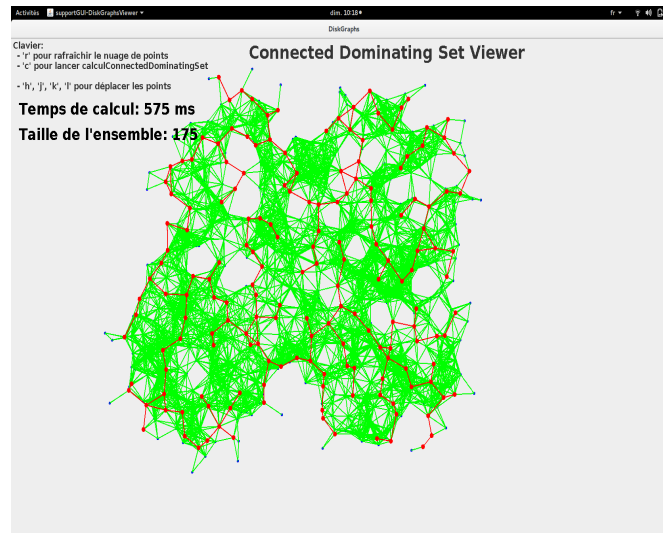 Activités supportGUI-DiskGraphsViewer ▾ dim. 10:18 fr ▾
DiskGraphs
Clavier:
- 'r' pour rafraîchir le nuage de points
- 'c' pour lancer calculConnectedDominatingSet
- 'h', 'j', 'k', 'l' pour déplacer les points
Connected Dominating Set Viewer
Temps de calcul: 575 ms
Taille de l'ensemble: 175